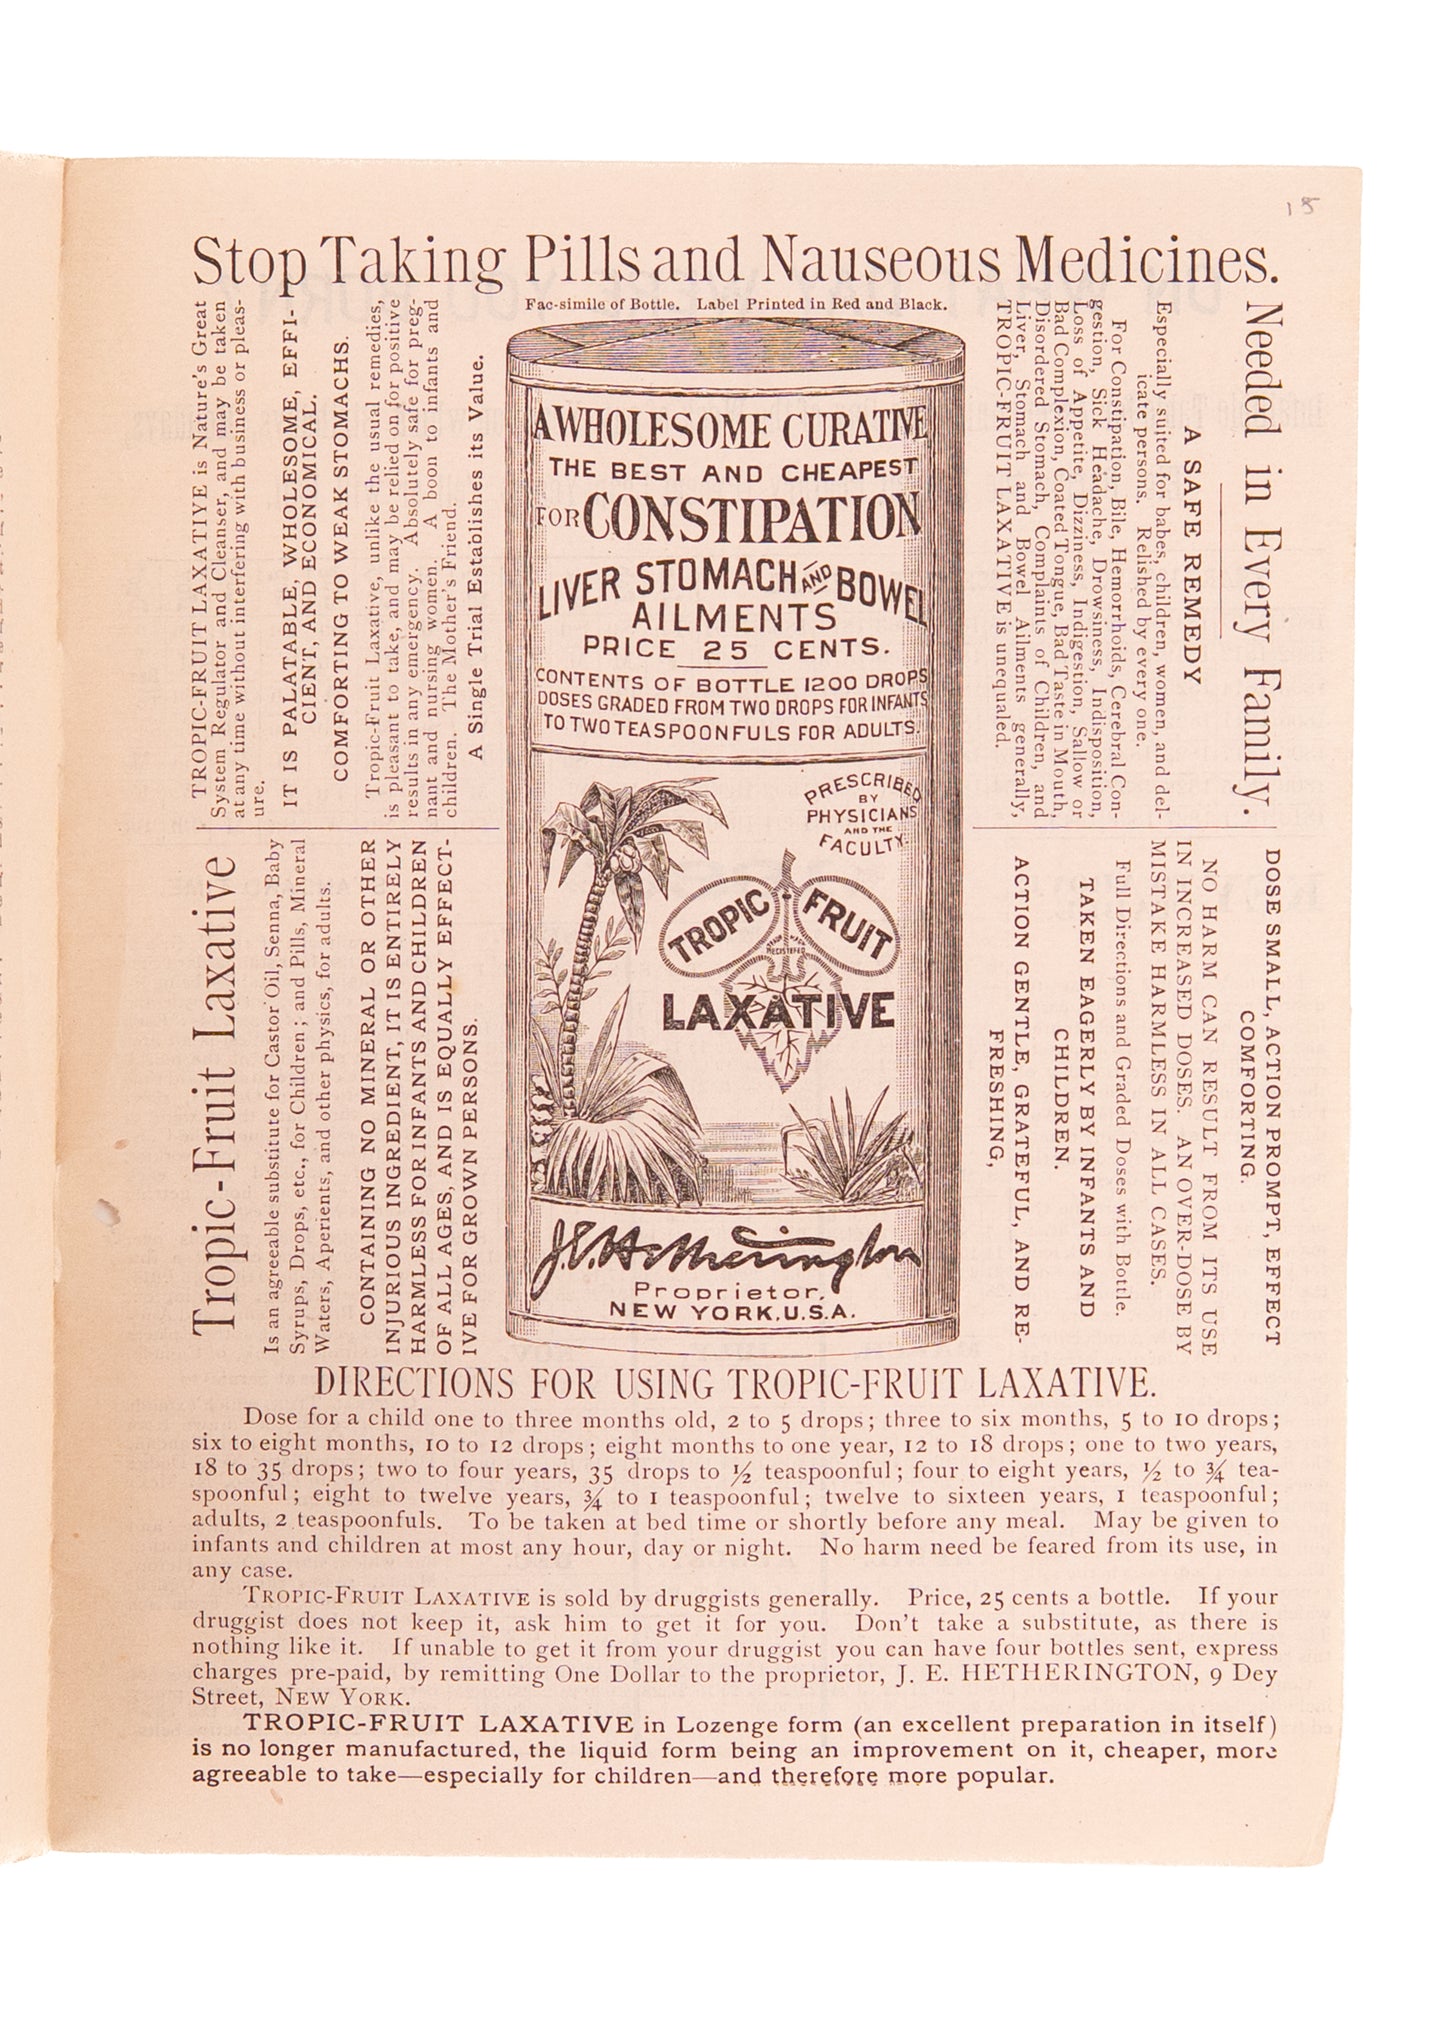 18
Stop Taking Pills and Nauseous Medicines.
Fac-simile of Bottle. Label Printed in Red and Black.
TROPIC-FRUIT LAXATIVE is Nature's Great
System Regulator and Cleanser, and may be taken
at any time without interfering with business or pleas-
ure.
IT IS PALATABLE, WHOLESOME, EFFI-
CIENT, AND ECONOMICAL.
COMFORTING TO WEAK STOMACHS.
Tropic-Fruit Laxative, unlike the usual remedies,
is pleasant to take, and may be relied on for positive
results in any emergency. Absolutely safe for preg-
nant and nursing women. A boon to infants and
children. The Mother's Friend.
A Single Trial Establishes its Value.
Tropic-Fruit Laxative
Is an agreeable substitute for Castor Oil, Senna, Baby
Syrups, Drops, etc., for Children; and Pills, Mineral
Waters, Aperients, and other physics, for adults.
CONTAINING NO MINERAL OR OTHER
INJURIOUS INGREDIENT, IT IS ENTIRELY
HARMLESS FOR INFANTS AND CHILDREN
OF ALL AGES, AND IS EQUALLY EFFECT-
IVE FOR GROWN PERSONS.
A WHOLESOME CURATIVE
THE BEST AND CHEAPEST
FOR CONSTIPATION
LIVER STOMACH AND BOWEL
AILMENTS
PRICE 25 CENTS.
CONTENTS OF BOTTLE 1200 DROPS
DOSES GRADED FROM TWO DROPS FOR INFANTS
TO TWO TEASPOONFULS FOR ADULTS.
PRESCRIBED
BY
PHYSICIANS
AND THE
FACULTY.
TROPIC FRUIT
TRADE MARK
REGISTERED
LAXATIVE
J. E. Hetherington
Proprietor,
NEW YORK. U.S.A.
Needed in Every Family.
A SAFE REMEDY
Especially suited for babes, children, women, and del-
icate persons. Relished by every one.
For Constipation, Bile, Hemorrhoids, Cerebral Con-
gestion, Sick Headache, Drowsiness, Indisposition,
Loss of Appetite, Dizziness, Indigestion, Sallow or
Bad Complexion, Coated Tongue, Bad Taste in Mouth,
Disordered Stomach, Complaints of Children, and
Liver, Stomach and Bowel Ailments generally,
TROPIC-FRUIT LAXATIVE is unequaled.
DOSE SMALL, ACTION PROMPT, EFFECT
COMFORTING.
NO HARM CAN RESULT FROM ITS USE
IN INCREASED DOSES. AN OVER-DOSE BY
MISTAKE HARMLESS IN ALL CASES.
Full Directions and Graded Doses with Bottle.
TAKEN EAGERLY BY INFANTS AND
CHILDREN.
ACTION GENTLE, GRATEFUL, AND RE-
FRESHING,
DIRECTIONS FOR USING TROPIC-FRUIT LAXATIVE.
Dose for a child one to three months old, 2 to 5 drops; three to six months, 5 to 10 drops;
six to eight months, 10 to 12 drops; eight months to one year, 12 to 18 drops; one to two years,
18 to 35 drops; two to four years, 35 drops to ½ teaspoonful; four to eight years, ½ to ¾ tea-
spoonful; eight to twelve years, ¾ to 1 teaspoonful; twelve to sixteen years, 1 teaspoonful;
adults, 2 teaspoonfuls. To be taken at bed time or shortly before any meal. May be given to
infants and children at most any hour, day or night. No harm need be feared from its use, in
any case.
TROPIC-FRUIT LAXATIVE is sold by druggists generally. Price, 25 cents a bottle. If your
druggist does not keep it, ask him to get it for you. Don't take a substitute, as there is
nothing like it. If unable to get it from your druggist you can have four bottles sent, express
charges pre-paid, by remitting One Dollar to the proprietor, J. E. HETHERINGTON, 9 Dey
Street, NEW YORK.
TROPIC-FRUIT LAXATIVE in Lozenge form (an excellent preparation in itself)
is no longer manufactured, the liquid form being an improvement on it, cheaper, more
agreeable to take—especially for children—and therefore more popular.